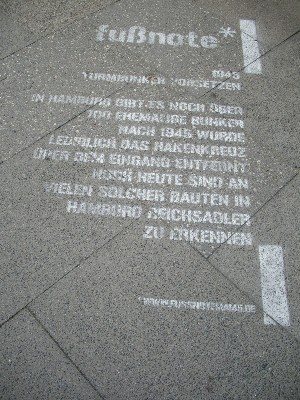 fußnote*
1945
TURMBUNKER VORSETZEN
IN HAMBURG GIBT ES NOCH ÜBER
700 EHEMALIGE BUNKER
NACH 1945 WURDE
LEDIGLICH DAS HAKENKREUZ
ÜBER DEM EINGANG ENTFERNT
NOCH HEUTE SIND AN
VIELEN SOLCHER BAUTEN IN
HAMBURG REICHSADLER
ZU ERKENNEN